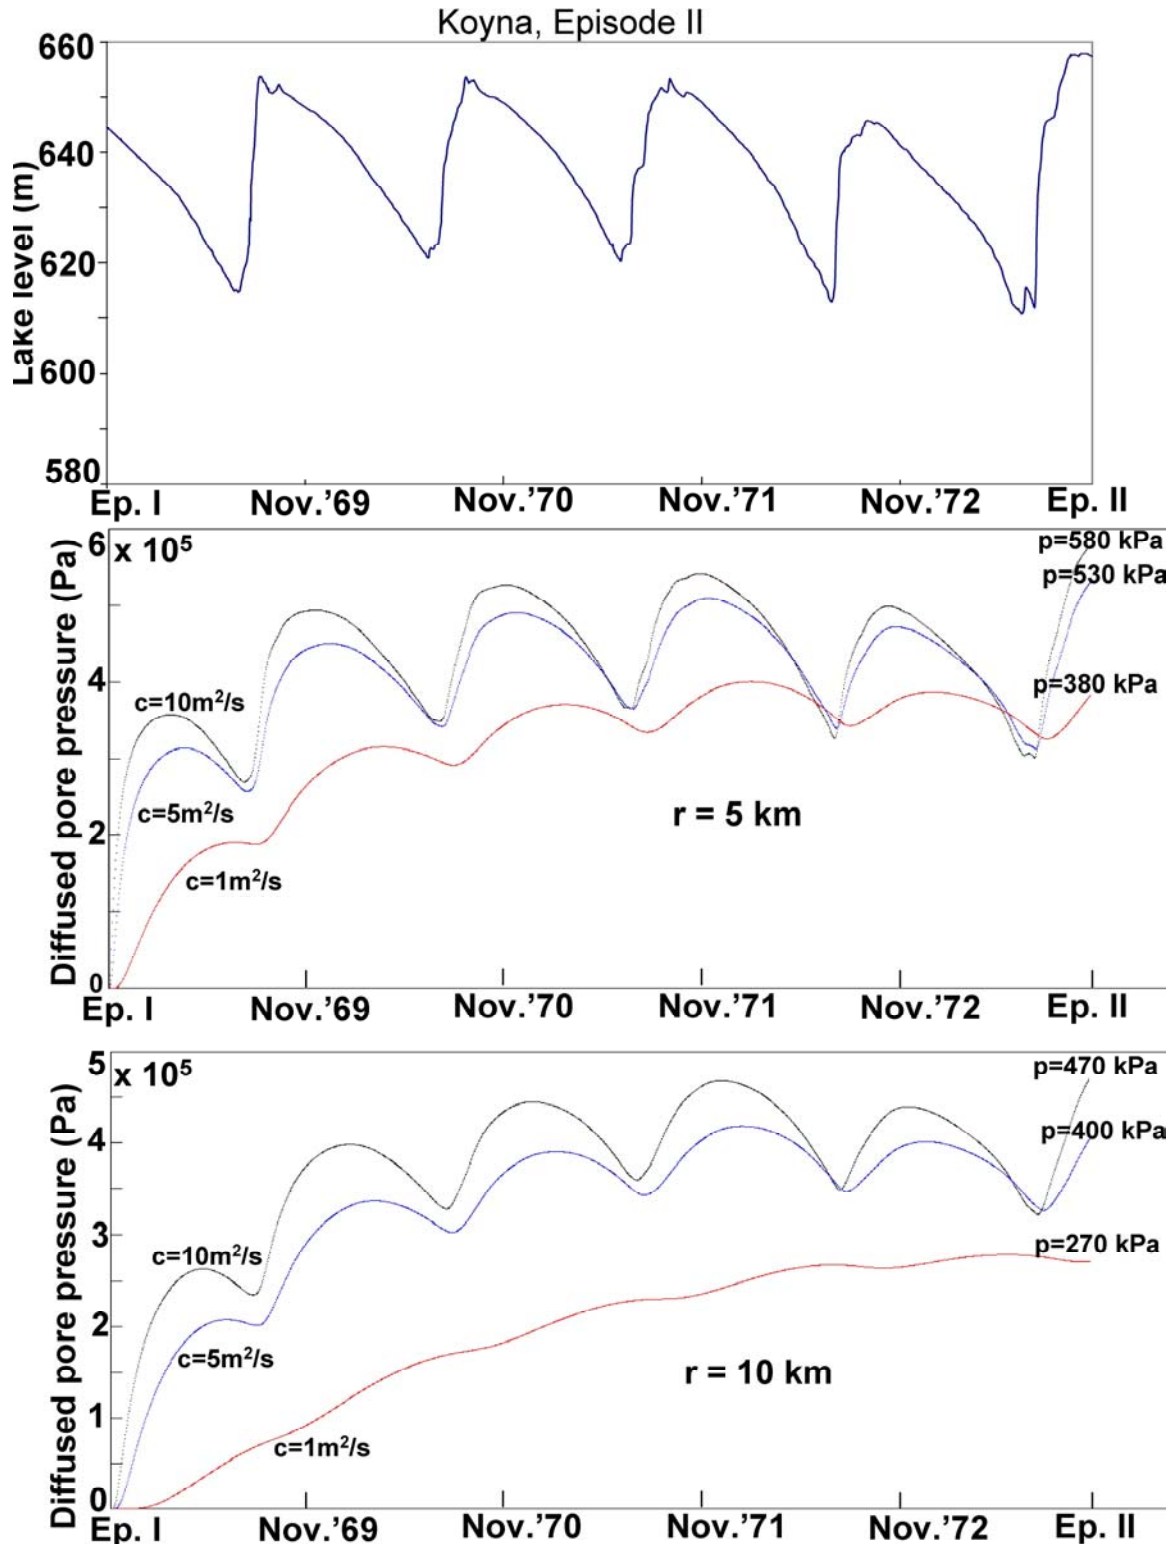 Koyna, Episode II
Lake level (m)
660
640
620
600
580
Ep. I Nov.'69 Nov.'70 Nov.'71 Nov.'72 Ep. II
Diffused pore pressure (Pa)
6 x 10⁵
4
2
0
p=580 kPa
p=530 kPa
p=380 kPa
c=10m²/s
c=5m²/s
c=1m²/s
r = 5 km
Ep. I Nov.'69 Nov.'70 Nov.'71 Nov.'72 Ep. II
Diffused pore pressure (Pa)
5 x 10⁵
4
3
2
1
0
p=470 kPa
p=400 kPa
p=270 kPa
c=10m²/s
c=5m²/s
c=1m²/s
r = 10 km
Ep. I Nov.'69 Nov.'70 Nov.'71 Nov.'72 Ep. II